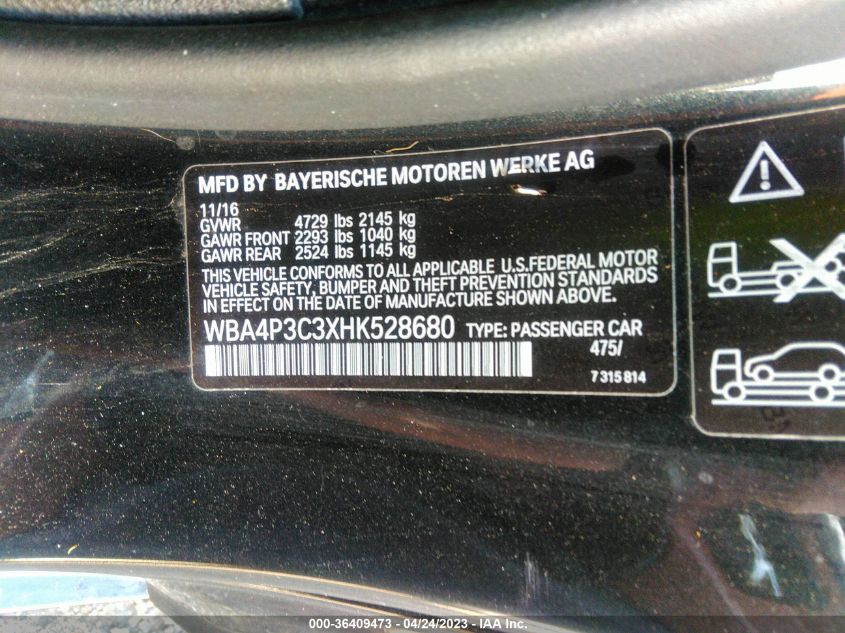 MFD BY BAYERISCHE MOTOREN WERKE AG
11/16
GVWR 4729 lbs 2145 kg
GAWR FRONT 2293 lbs 1040 kg
GAWR REAR 2524 lbs 1145 kg
THIS VEHICLE CONFORMS TO ALL APPLICABLE U.S.FEDERAL MOTOR
VEHICLE SAFETY, BUMPER AND THEFT PREVENTION STANDARDS
IN EFFECT ON THE DATE OF MANUFACTURE SHOWN ABOVE.
WBA4P3C3XHK528680 TYPE: PASSENGER CAR
475/
7 315 814
000-36409473 - 04/24/2023 - IAA Inc.